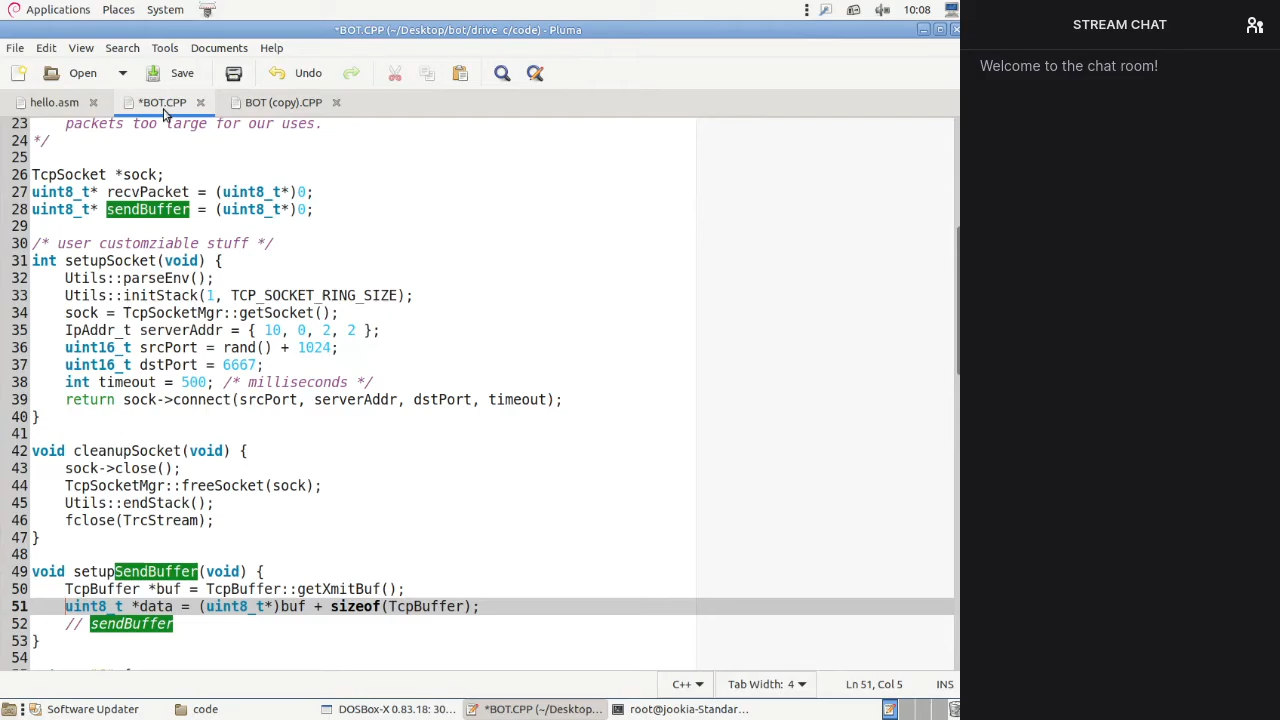 Applications Places System 10:08
*BOT.CPP (~/Desktop/bot/drive_c/code) - Pluma
File Edit View Search Tools Documents Help
Open Save Undo
hello.asm *BOT.CPP BOT (copy).CPP
23 packets too large for our uses.
24 */
25
26 TcpSocket *sock;
27 uint8_t* recvPacket = (uint8_t*)0;
28 uint8_t* sendBuffer = (uint8_t*)0;
29
30 /* user customziable stuff */
31 int setupSocket(void) {
32 Utils::parseEnv();
33 Utils::initStack(1, TCP_SOCKET_RING_SIZE);
34 sock = TcpSocketMgr::getSocket();
35 IpAddr_t serverAddr = { 10, 0, 2, 2 };
36 uint16_t srcPort = rand() + 1024;
37 uint16_t dstPort = 6667;
38 int timeout = 500; /* milliseconds */
39 return sock->connect(srcPort, serverAddr, dstPort, timeout);
40 }
41
42 void cleanupSocket(void) {
43 sock->close();
44 TcpSocketMgr::freeSocket(sock);
45 Utils::endStack();
46 fclose(TrcStream);
47 }
48
49 void setupSendBuffer(void) {
50 TcpBuffer *buf = TcpBuffer::getXmitBuf();
51 uint8_t *data = (uint8_t*)buf + sizeof(TcpBuffer);
52 // sendBuffer
53 }
54
C++ Tab Width: 4 Ln 51, Col 5 INS
Software Updater code DOSBox-X 0.83.18: 30... *BOT.CPP (~/Desktop... root@jookia-Standar...
STREAM CHAT
Welcome to the chat room!